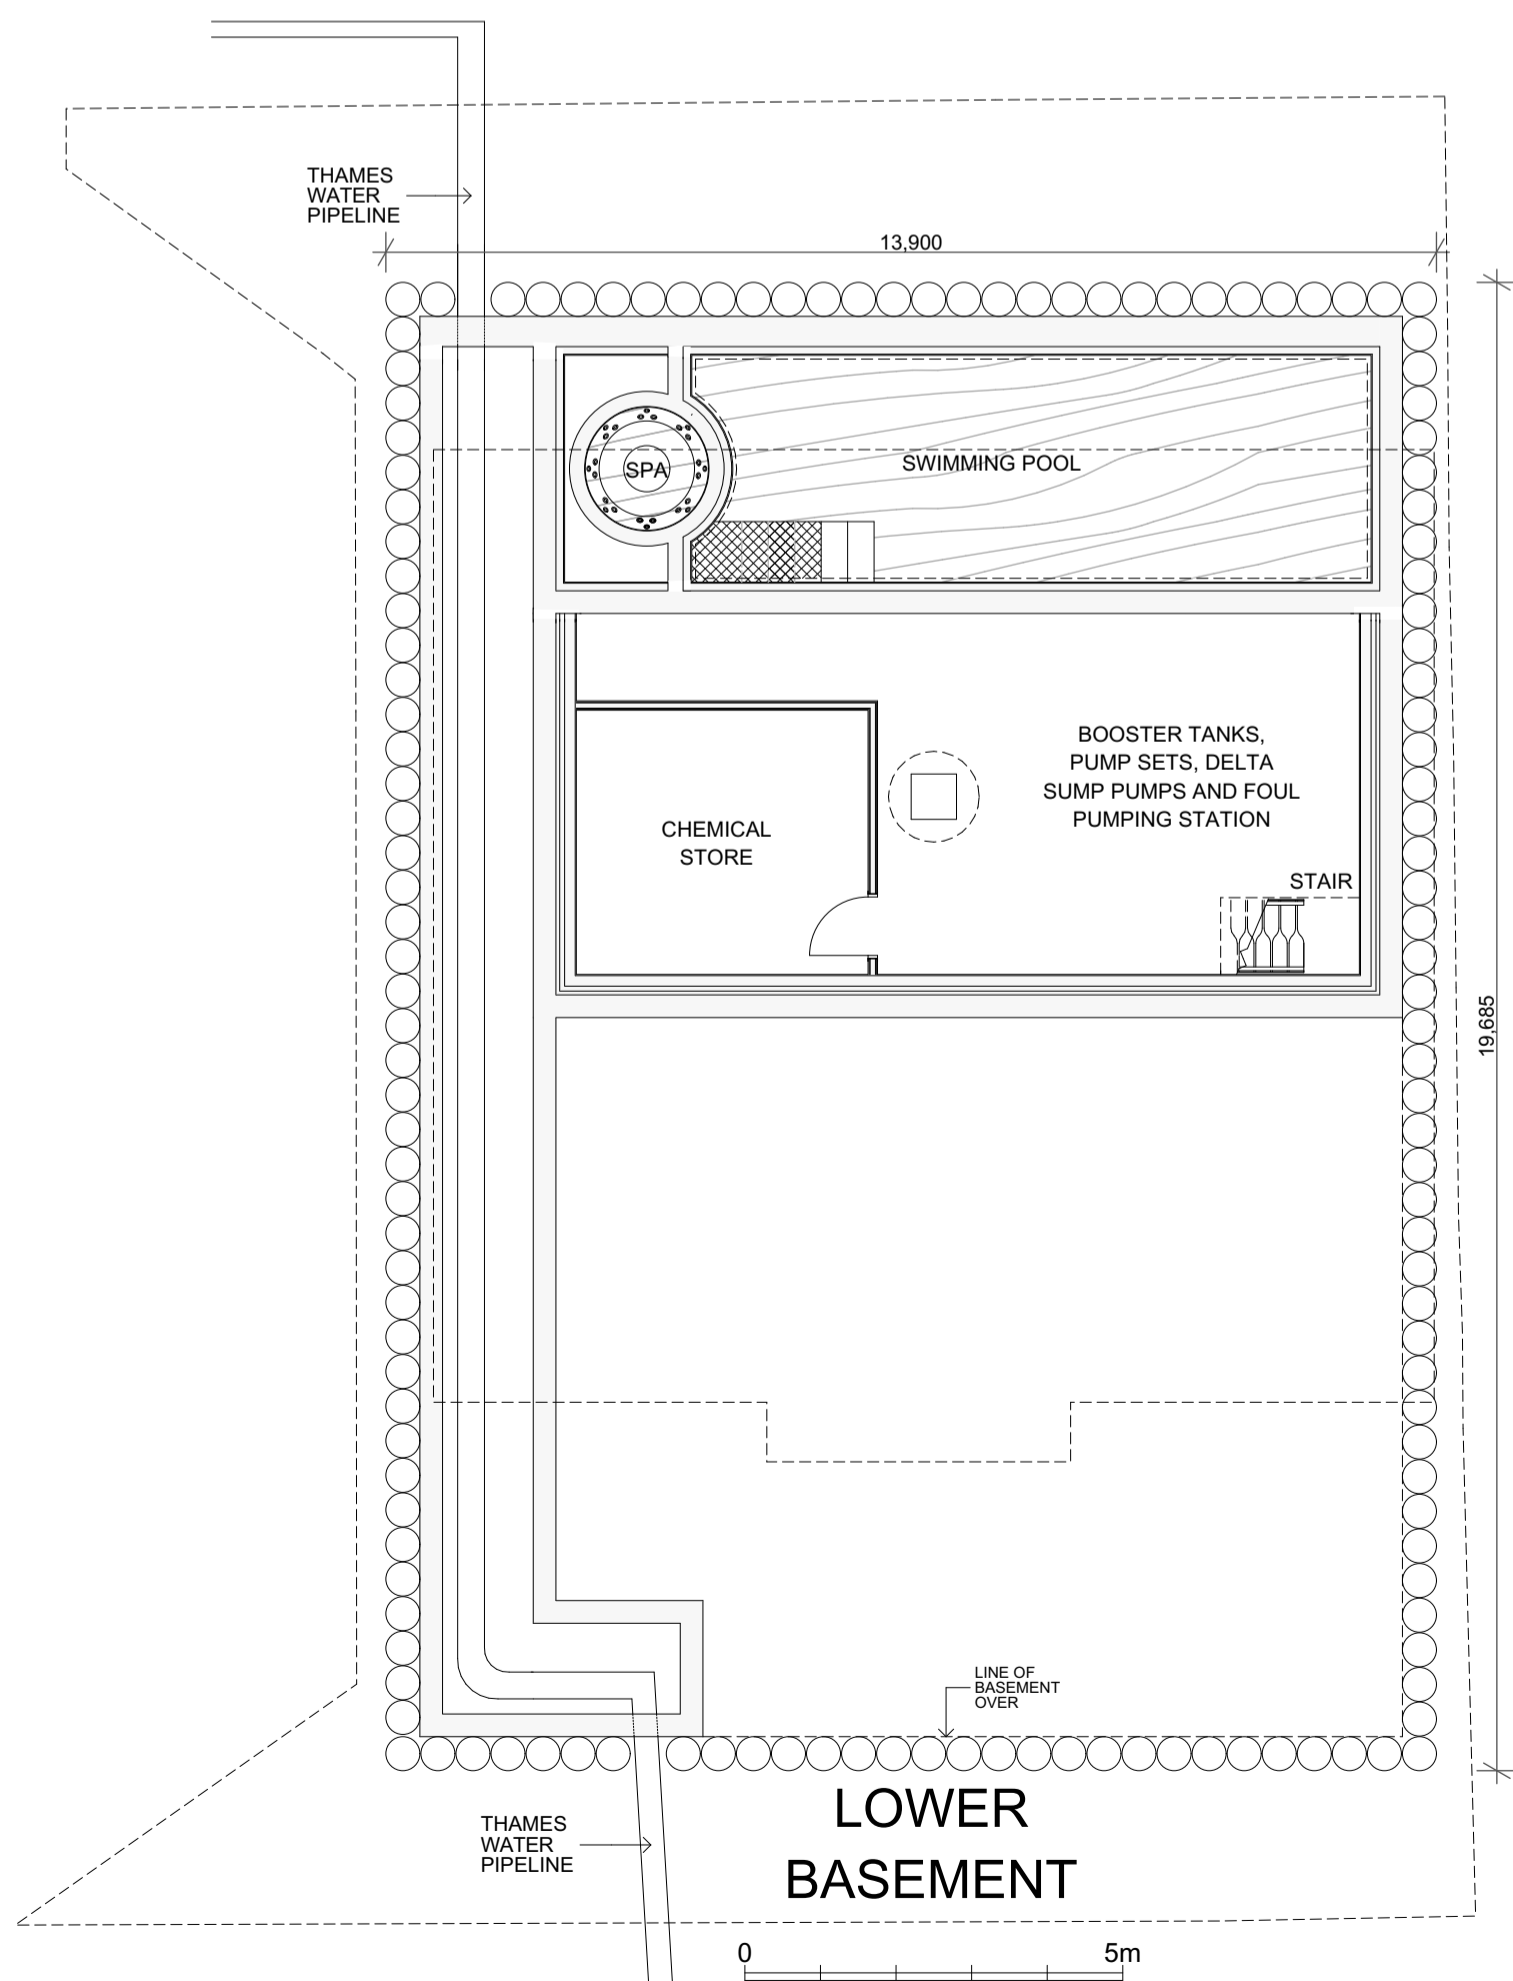 THAMES
WATER
PIPELINE
13,900
SPA
SWIMMING POOL
BOOSTER TANKS,
PUMP SETS, DELTA
SUMP PUMPS AND FOUL
PUMPING STATION
CHEMICAL
STORE
STAIR
19,685
LINE OF
BASEMENT
OVER
THAMES
WATER
PIPELINE
LOWER
BASEMENT
0 5m